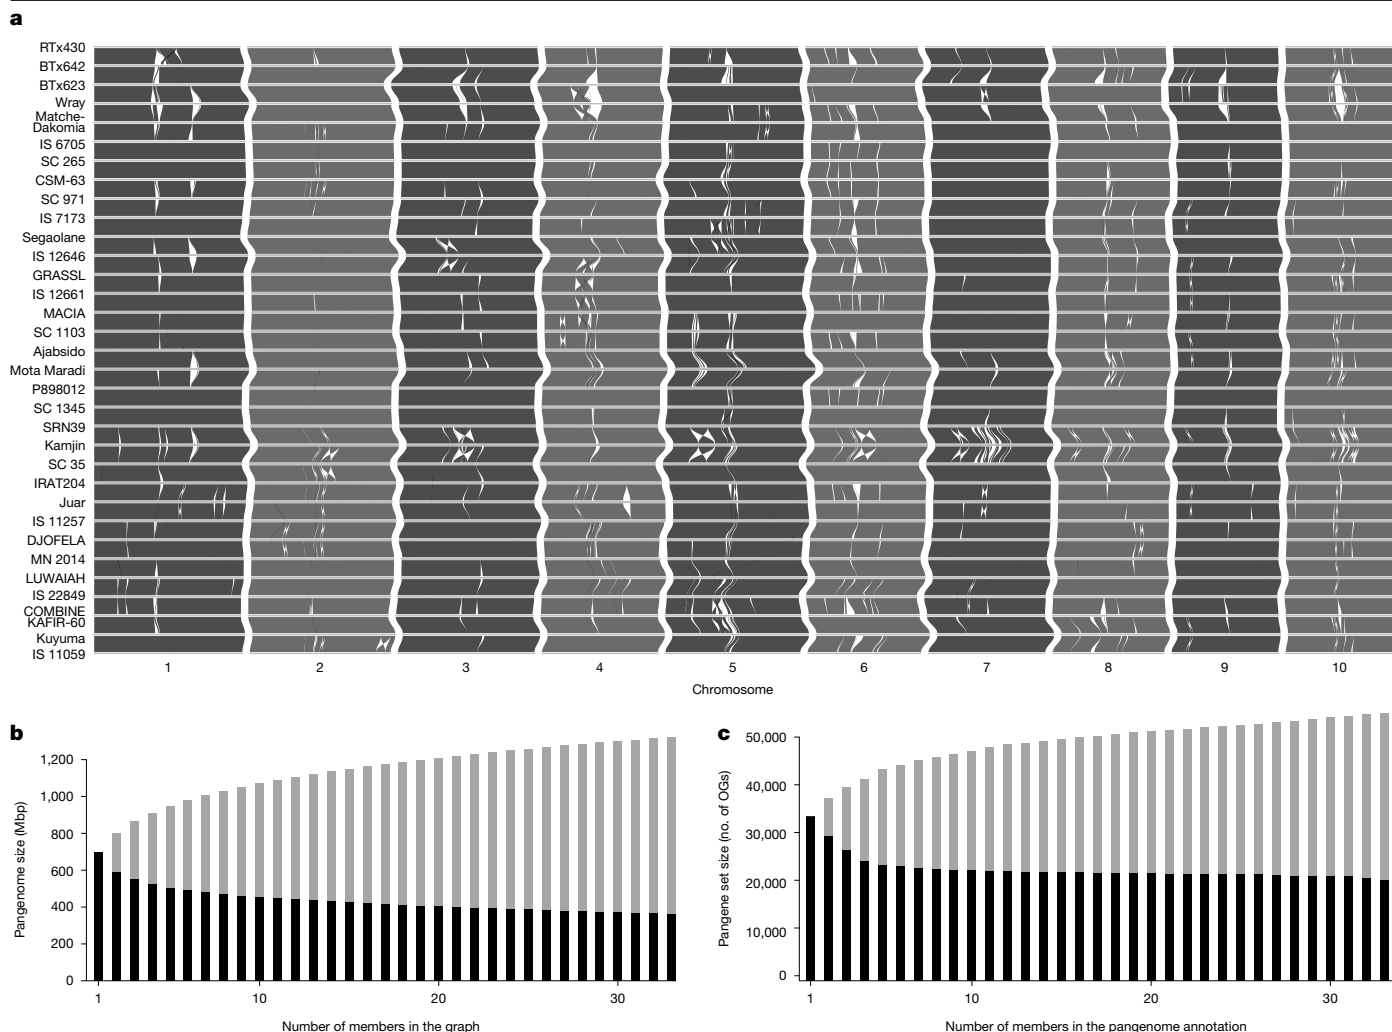 a
RTx430
BTx642
BTx623
Wray
Matche-
Dakomia
IS 6705
SC 265
CSM-63
SC 971
IS 7173
Segaolane
IS 12646
GRASSL
IS 12661
MACIA
SC 1103
Ajabsido
Mota Maradi
P898012
SC 1345
SRN39
Kamjin
SC 35
IRAT204
Juar
IS 11257
DJOFELA
MN 2014
LUWAIAH
IS 22849
COMBINE
KAFIR-60
Kuyuma
IS 11059
1 2 3 4 5 6 7 8 9 10
Chromosome
b
Pangenome size (Mbp)
1,200
1,000
800
600
400
200
0
1 10 20 30
Number of members in the graph
c
Pangene set size (no. of OGs)
50,000
40,000
30,000
20,000
10,000
0
1 10 20 30
Number of members in the pangenome annotation